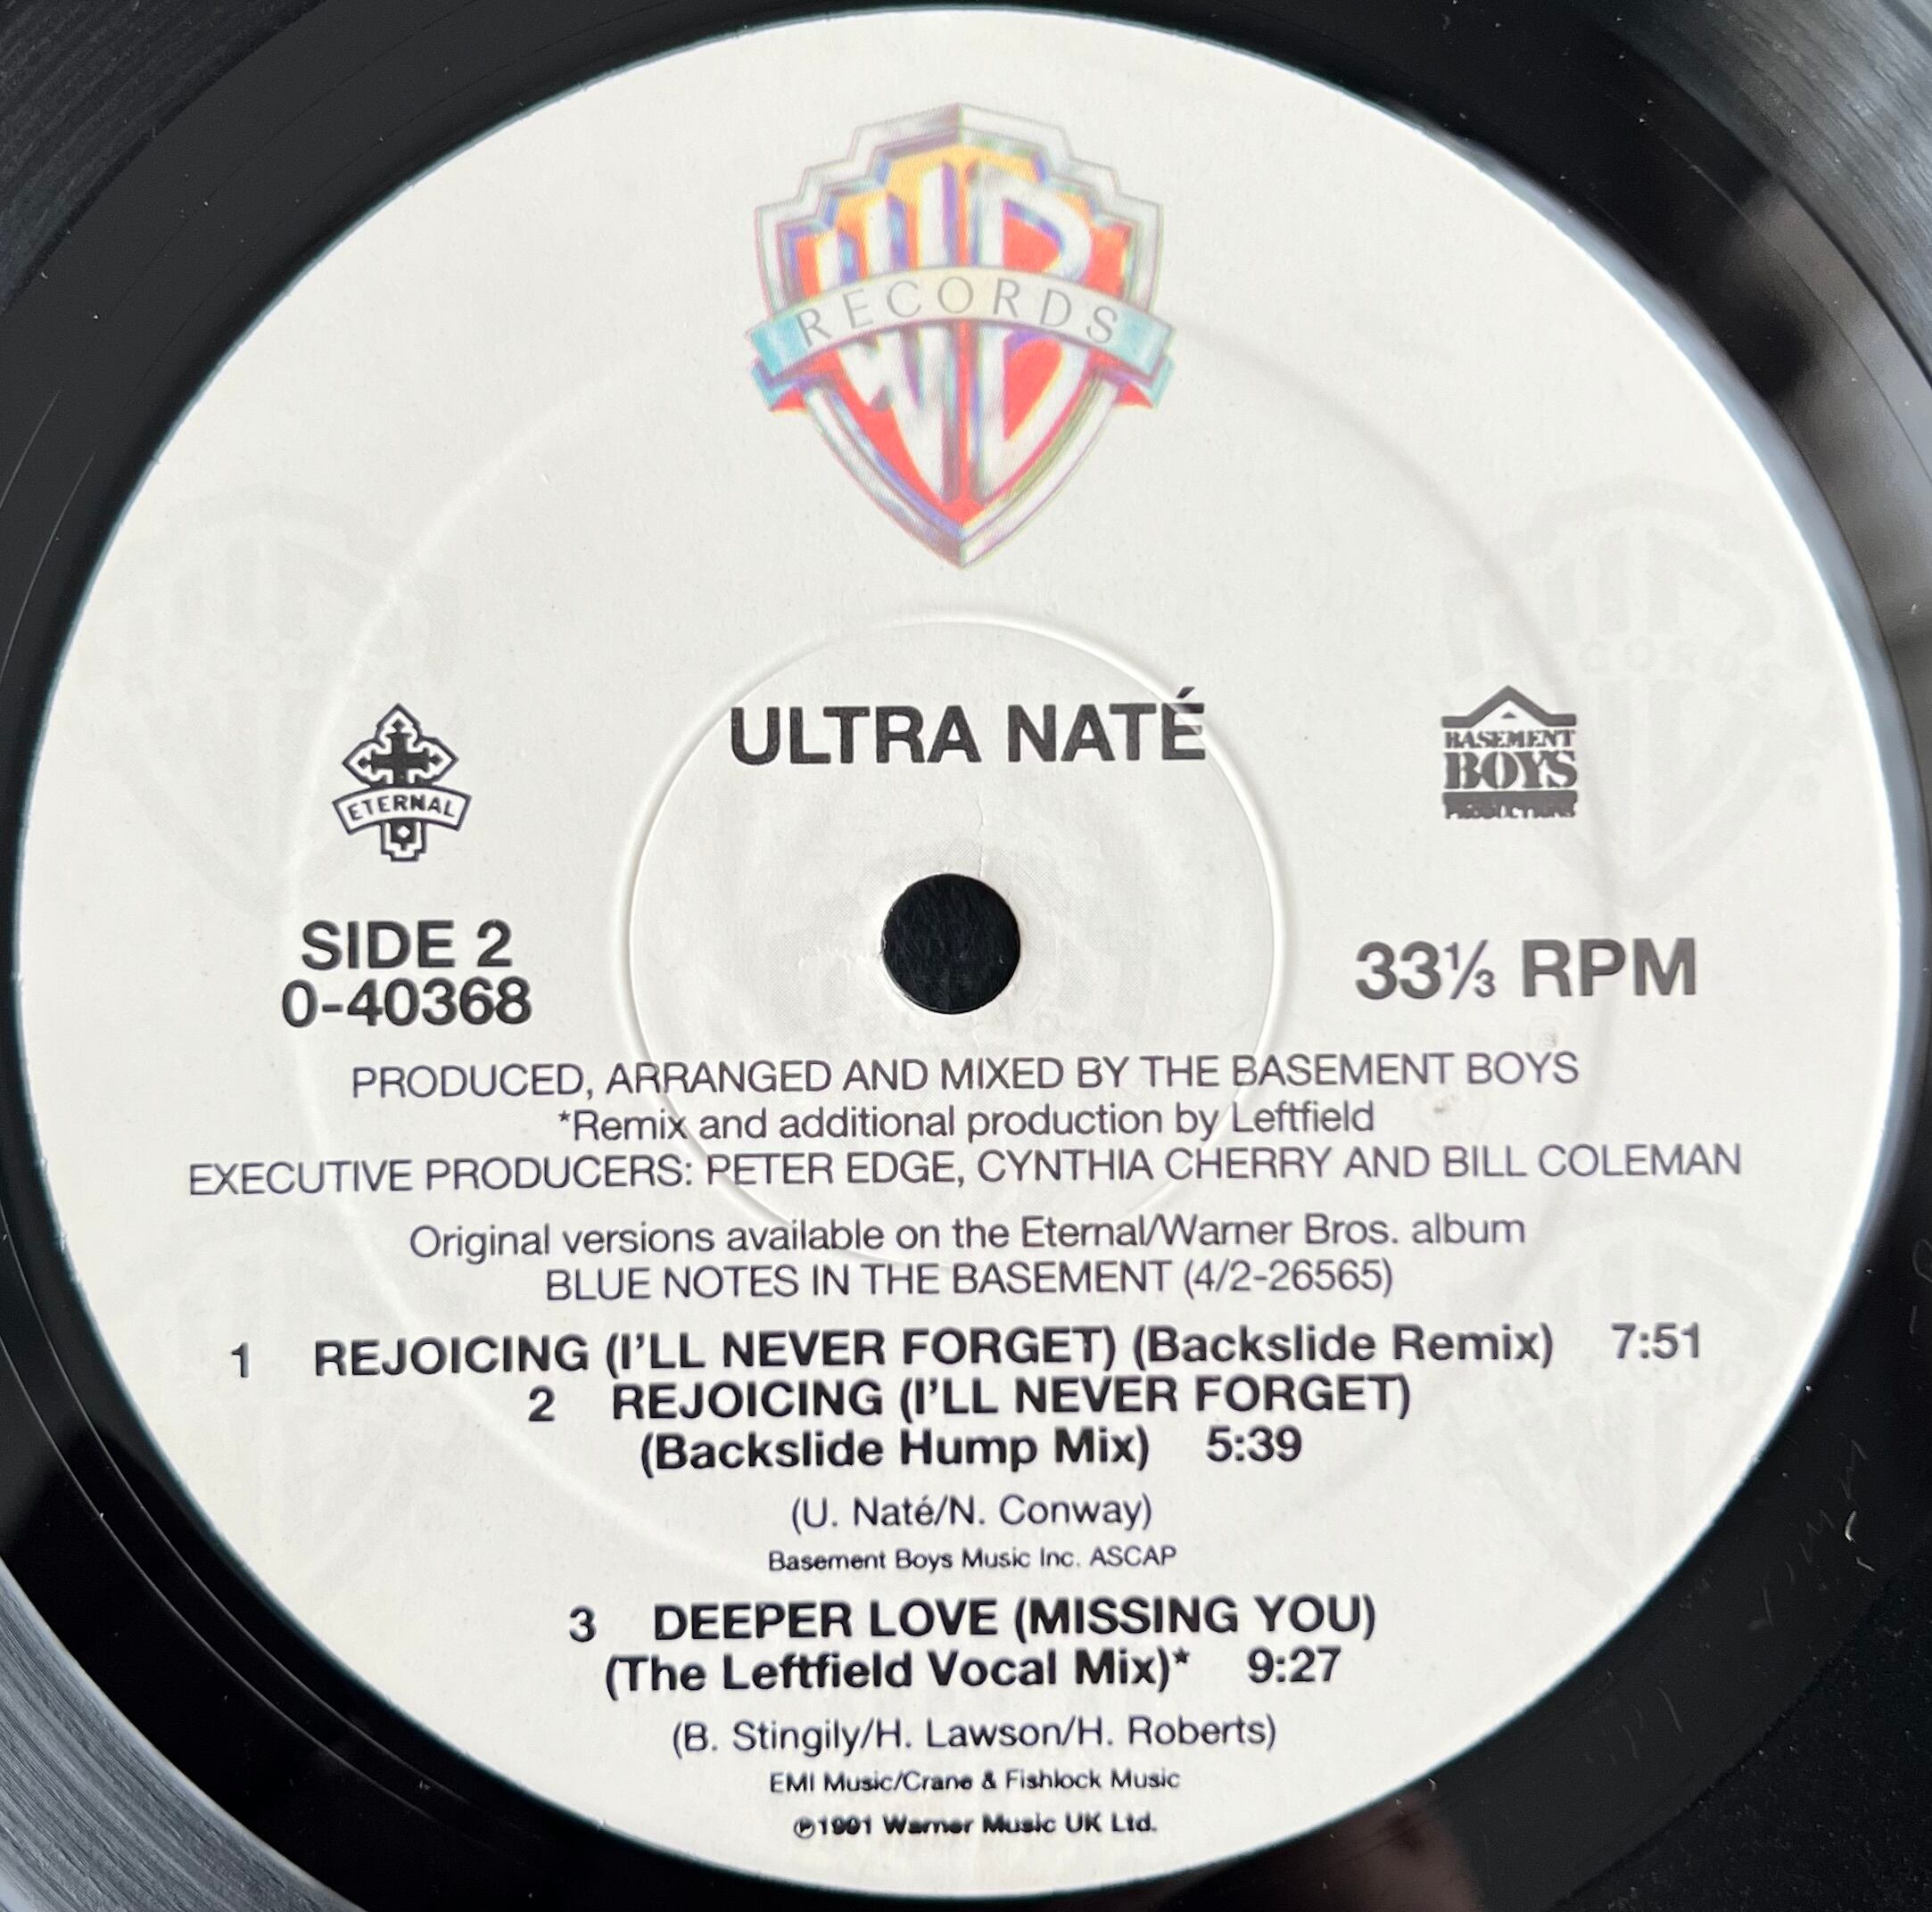 WB
RECORDS
ULTRA NATÉ
ETERNAL
BASEMENT
BOYS
PRODUCTIONS
SIDE 2
0-40368
33⅓ RPM
PRODUCED, ARRANGED AND MIXED BY THE BASEMENT BOYS
*Remix and additional production by Leftfield
EXECUTIVE PRODUCERS: PETER EDGE, CYNTHIA CHERRY AND BILL COLEMAN
Original versions available on the Eternal/Warner Bros. album
BLUE NOTES IN THE BASEMENT (4/2-26565)
1 REJOICING (I'LL NEVER FORGET) (Backslide Remix) 7:51
2 REJOICING (I'LL NEVER FORGET)
(Backslide Hump Mix) 5:39
(U. Naté/N. Conway)
Basement Boys Music Inc. ASCAP
3 DEEPER LOVE (MISSING YOU)
(The Leftfield Vocal Mix)* 9:27
(B. Stingily/H. Lawson/H. Roberts)
EMI Music/Crane & Fishlock Music
℗1991 Warner Music UK Ltd.